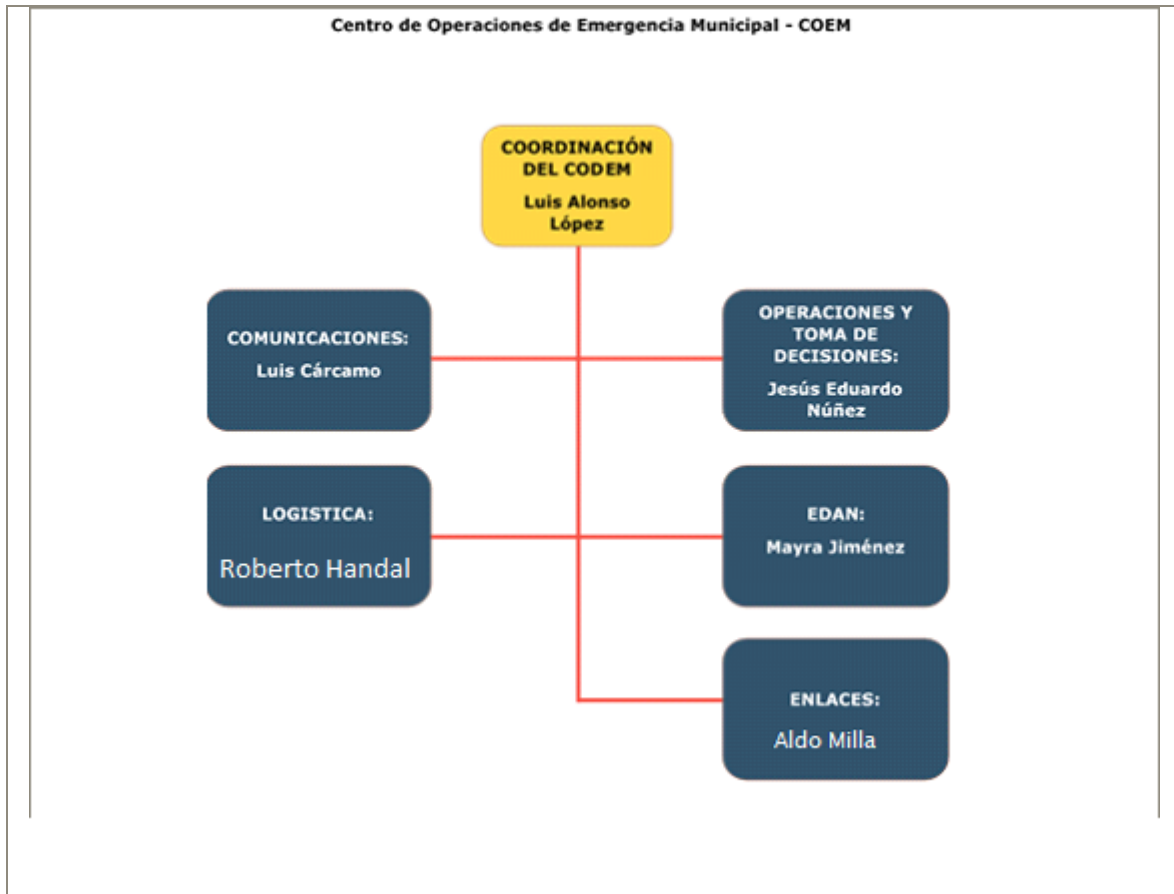 Centro de Operaciones de Emergencia Municipal - COEM
COORDINACIÓN
DEL CODEM
Luis Alonso
López
COMUNICACIONES:
Luis Cárcamo
OPERACIONES Y
TOMA DE
DECISIONES:
Jesús Eduardo
Núñez
LOGISTICA:
Roberto Handal
EDAN:
Mayra Jiménez
ENLACES:
Aldo Milla